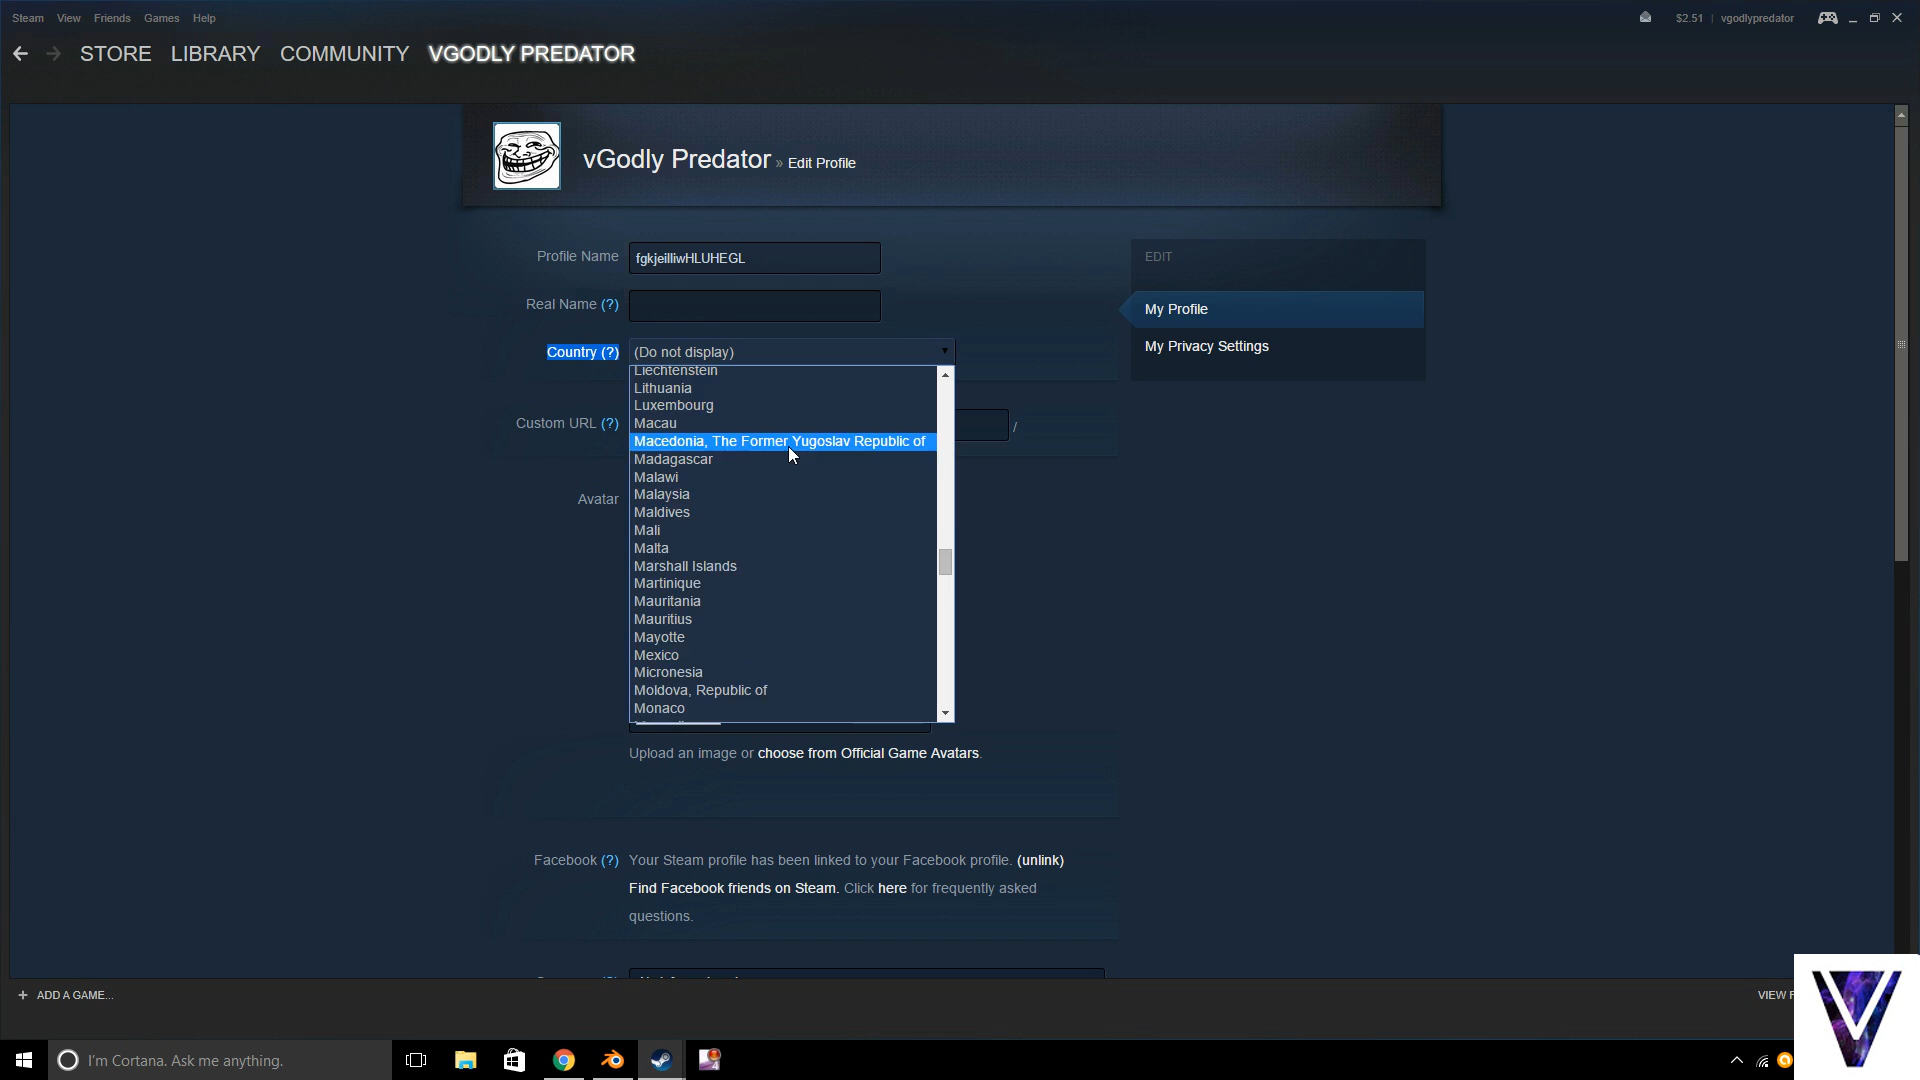 Steam View Friends Games Help
$2.51 | vgodlypredator
STORE LIBRARY COMMUNITY VGODLY PREDATOR
vGodly Predator » Edit Profile
Profile Name fgkjeilliwHLUHEGL
EDIT
Real Name (?)
My Profile
Country (?) (Do not display)
My Privacy Settings
Liechtenstein
Lithuania
Luxembourg
Macau
Custom URL (?) /
Macedonia, The Former Yugoslav Republic of
Madagascar
Malawi
Malaysia
Avatar
Maldives
Mali
Malta
Marshall Islands
Martinique
Mauritania
Mauritius
Mayotte
Mexico
Micronesia
Moldova, Republic of
Monaco
Upload an image or choose from Official Game Avatars.
Facebook (?) Your Steam profile has been linked to your Facebook profile. (unlink)
Find Facebook friends on Steam. Click here for frequently asked
questions.
+ ADD A GAME...
VIEW
V
I'm Cortana. Ask me anything.
4